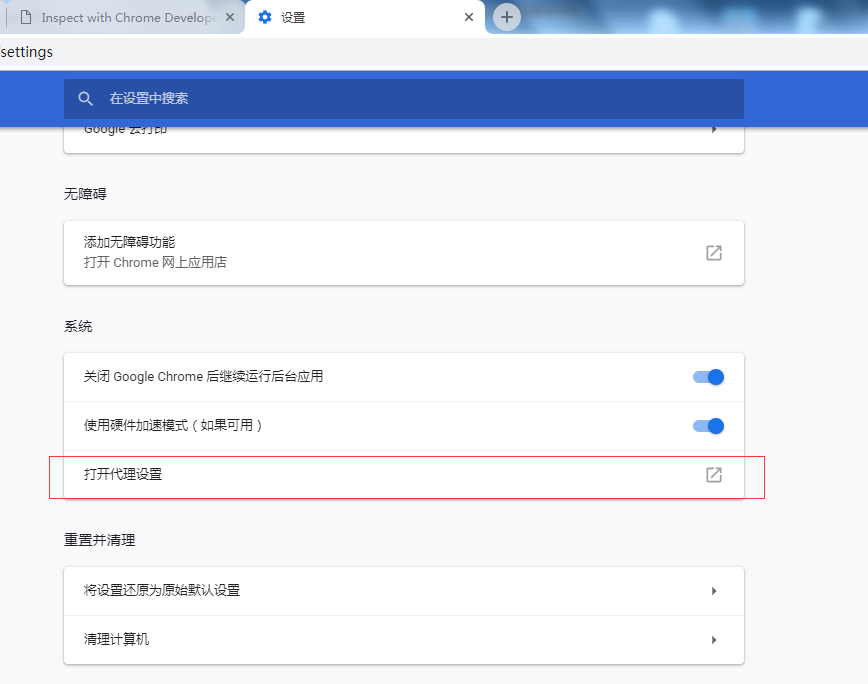 Inspect with Chrome Develope
设置
settings
在设置中搜索
Google 云打印
无障碍
添加无障碍功能
打开 Chrome 网上应用店
系统
关闭 Google Chrome 后继续运行后台应用
使用硬件加速模式（如果可用）
打开代理设置
重置并清理
将设置还原为原始默认设置
清理计算机